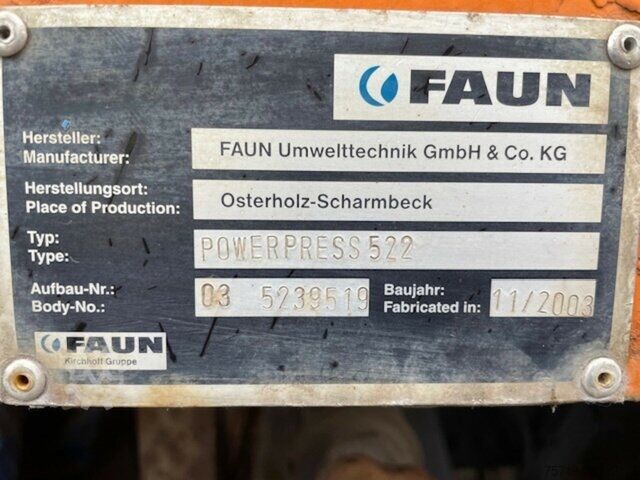 FAUN
Hersteller:
Manufacturer:
FAUN Umwelttechnik GmbH & Co. KG
Herstellungsort:
Place of Production:
Osterholz-Scharmbeck
Typ:
Type:
POWERPRESS 522
Aufbau-Nr.:
Body-No.:
03 5239519
Baujahr:
Fabricated in:
11/2003
FAUN
Kirchhoff Gruppe